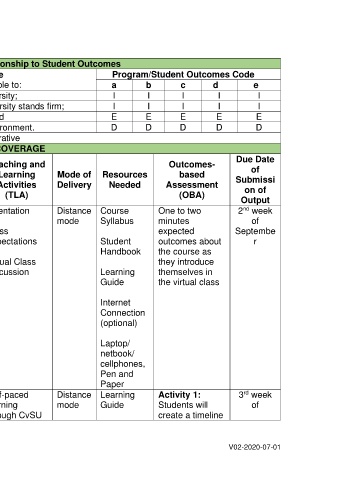 onship to Student Outcomes
e Program/Student Outcomes Code
ble to: a b c d e
rsity; I I I I I
rsity stands firm; I I I I I
d E E E E E
ronment. D D D D D
rative
COVERAGE
aching and
Learning
Activities
(TLA)
Mode of
Delivery
Resources
Needed
Outcomes-
based
Assessment
(OBA)
Due Date
of
Submissi
on of
Output
entation
ss
pectations
ual Class
cussion
Distance
mode
Course
Syllabus
Student
Handbook
Learning
Guide
Internet
Connection
(optional)
Laptop/
netbook/
cellphones,
Pen and
Paper
One to two
minutes
expected
outcomes about
the course as
they introduce
themselves in
the virtual class
2nd week
of
Septembe
r
f-paced
rning
ough CvSU
Distance
mode
Learning
Guide
Activity 1:
Students will
create a timeline
3rd week
of
V02-2020-07-01